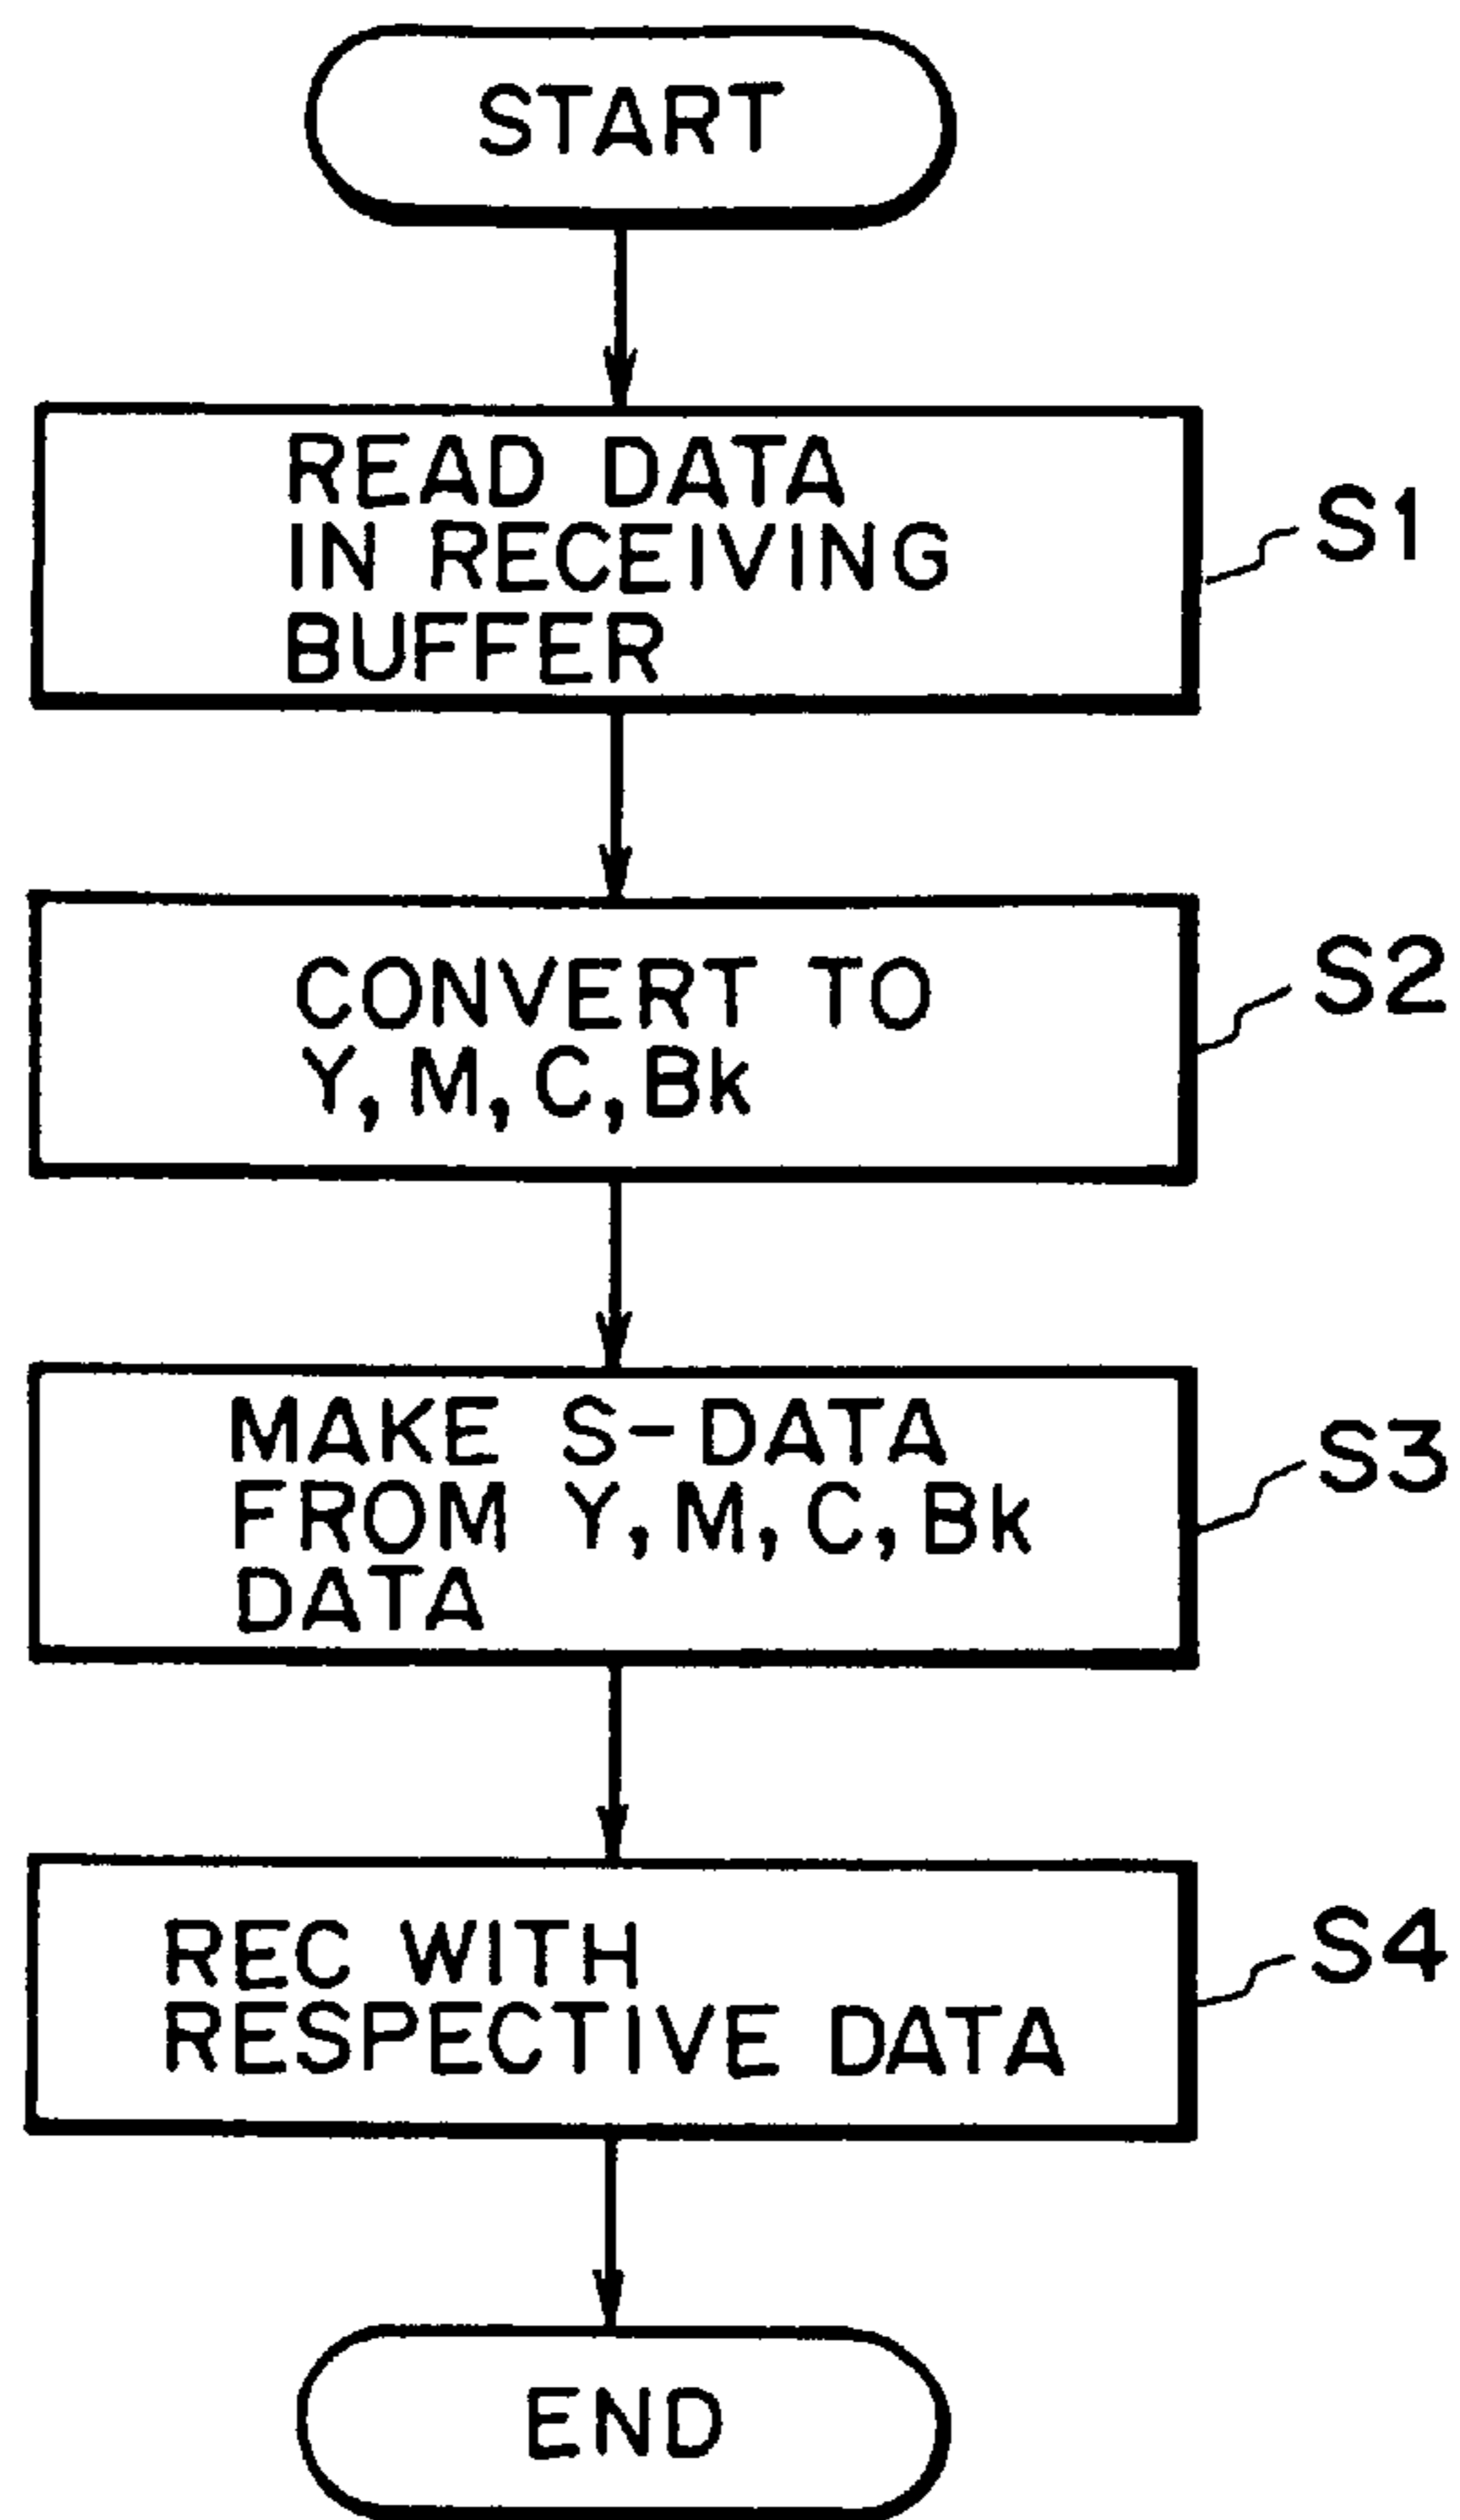 START
READ DATA
IN RECEIVING
BUFFER
S1
CONVERT TO
Y, M, C, Bk
S2
MAKE S-DATA
FROM Y, M, C, Bk
DATA
S3
REC WITH
RESPECTIVE DATA
S4
END